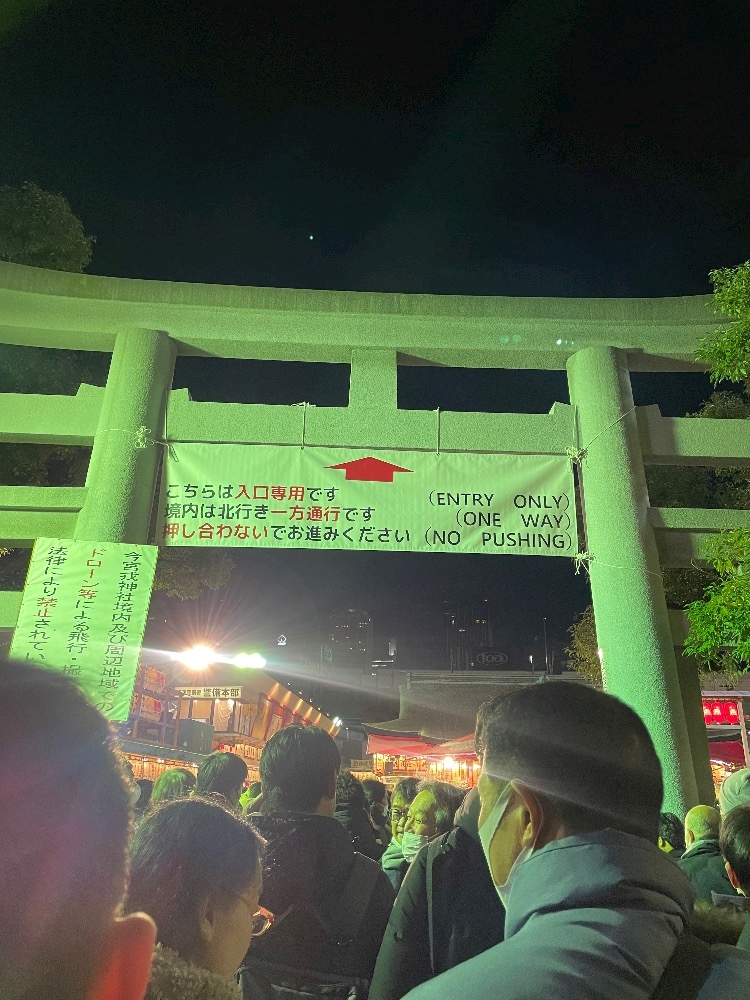 こちらは入口専用です (ENTRY ONLY)
境内は北行き一方通行です (ONE WAY)
押し合わないでお進みください (NO PUSHING)
今宮戎神社境内及び周辺地域での
ドローン等による飛行・撮
法律により禁止されてい
警備本部
100